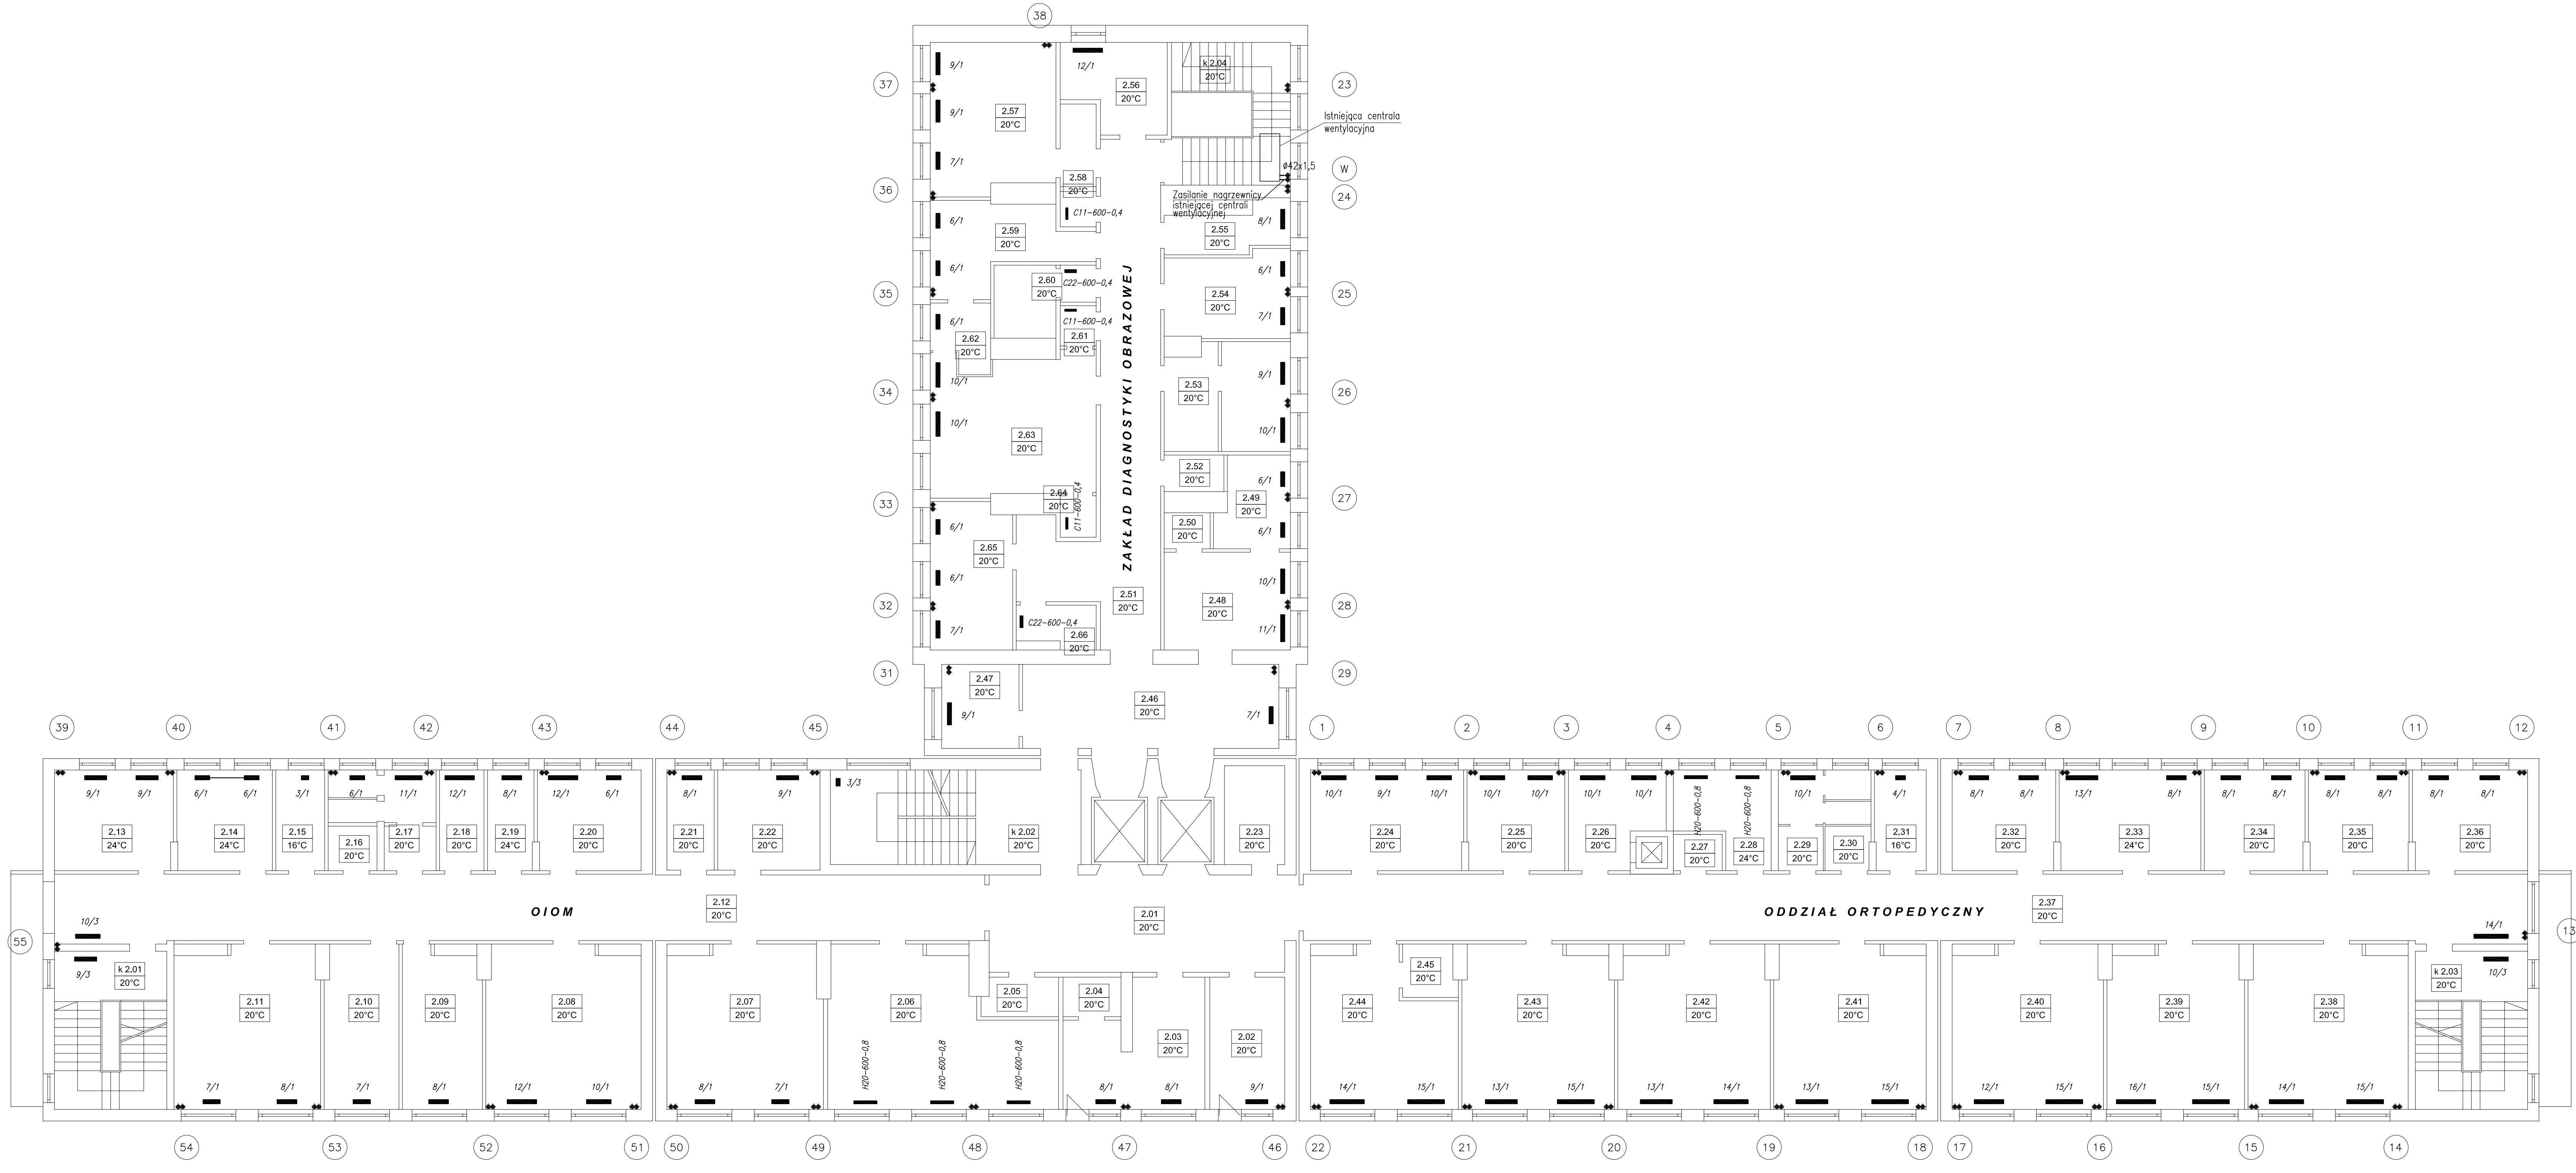 38
9/1
12/1
k 2.04
20°C
37
2.56
20°C
23
9/1
2.57
20°C
Istniejąca centrala
wentylacyjna
7/1
ø42x1,5
W
36
2.58
20°C
Zasilanie nagrzewnicy
istniejącej centrali
wentylacyjnej
24
6/1
C11-600-0,4
8/1
2.59
20°C
2.55
20°C
6/1
6/1
35
2.60
20°C
C22-600-0,4
2.54
20°C
25
6/1
C11-600-0,4
7/1
2.62
20°C
2.61
20°C
ZAKŁAD DIAGNOSTYKI OBRAZOWEJ
10/1
9/1
34
2.53
20°C
26
10/1
10/1
2.63
20°C
2.52
20°C
6/1
33
2.64
20°C
C11-600-0,4
2.49
20°C
27
6/1
2.50
20°C
6/1
2.65
20°C
6/1
10/1
32
2.51
20°C
2.48
20°C
28
7/1
C22-600-0,4
2.66
20°C
11/1
31
2.47
20°C
29
9/1
2.46
20°C
7/1
39
40
41
42
43
44
45
1
2
3
4
5
6
7
8
9
10
11
12
9/1
9/1
6/1
6/1
3/1
6/1
11/1
12/1
8/1
12/1
6/1
8/1
9/1
3/3
10/1
9/1
10/1
10/1
10/1
10/1
10/1
H20-600-0,8
H20-600-0,8
10/1
4/1
8/1
8/1
13/1
8/1
8/1
8/1
8/1
8/1
8/1
8/1
2.13
24°C
2.14
24°C
2.15
16°C
2.16
20°C
2.17
20°C
2.18
20°C
2.19
24°C
2.20
20°C
2.21
20°C
2.22
20°C
k 2.02
20°C
2.23
20°C
2.24
20°C
2.25
20°C
2.26
20°C
2.27
20°C
2.28
24°C
2.29
20°C
2.30
20°C
2.31
16°C
2.32
20°C
2.33
24°C
2.34
20°C
2.35
20°C
2.36
20°C
OIOM
2.12
20°C
2.01
20°C
ODDZIAŁ ORTOPEDYCZNY
2.37
20°C
10/3
14/1
55
13
9/3
k 2.01
20°C
2.05
20°C
2.04
20°C
2.45
20°C
10/3
k 2.03
20°C
2.11
20°C
2.10
20°C
2.09
20°C
2.08
20°C
2.07
20°C
2.06
20°C
2.03
20°C
2.02
20°C
2.44
20°C
2.43
20°C
2.42
20°C
2.41
20°C
2.40
20°C
2.39
20°C
2.38
20°C
7/1
8/1
7/1
8/1
12/1
10/1
8/1
7/1
H20-600-0,8
H20-600-0,8
H20-600-0,8
8/1
8/1
9/1
14/1
15/1
13/1
15/1
13/1
14/1
13/1
15/1
12/1
15/1
16/1
15/1
14/1
15/1
54
53
52
51
50
49
48
47
46
22
21
20
19
18
17
16
15
14